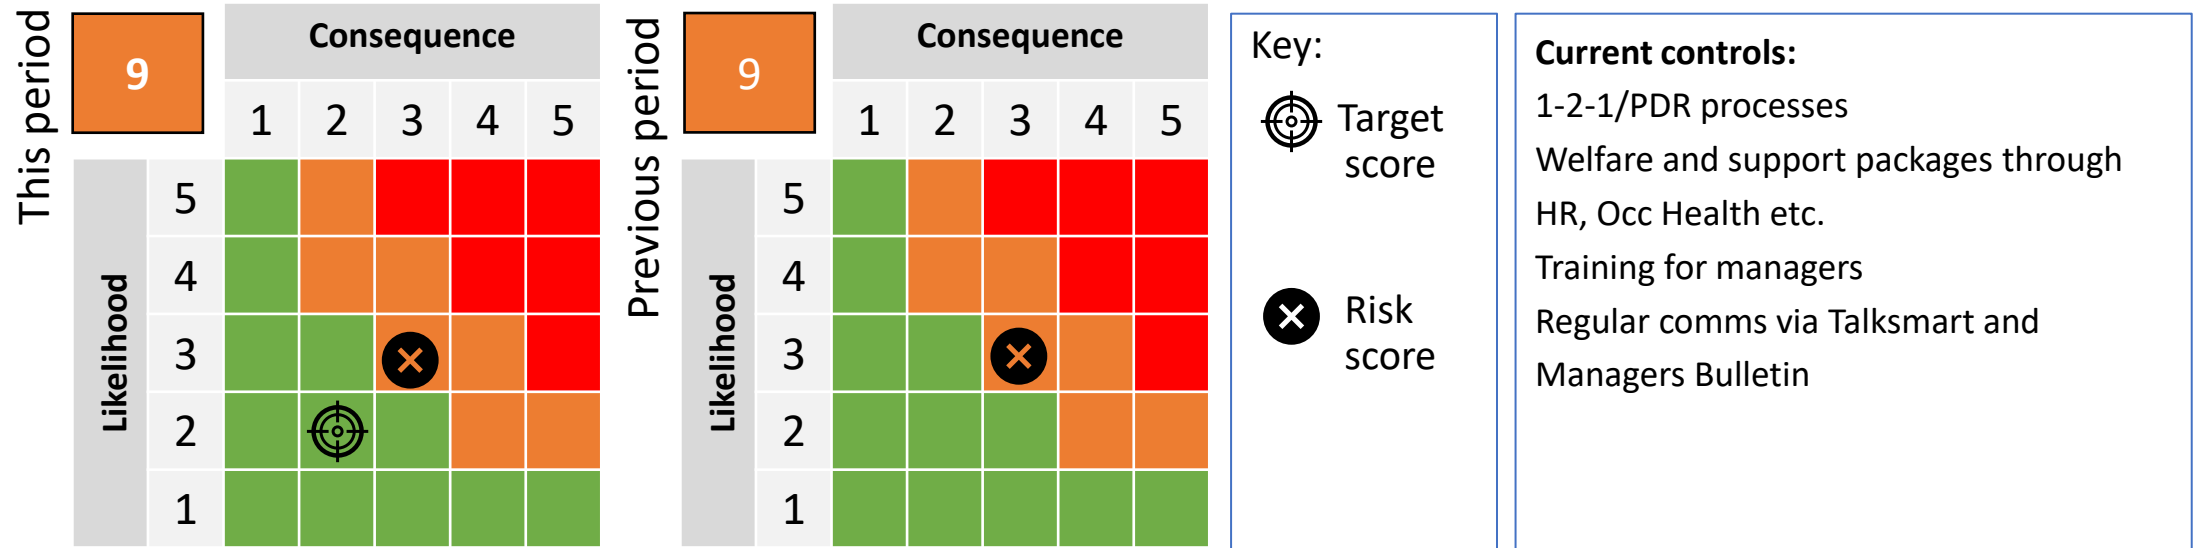 This period
9
Consequence
1 2 3 4 5
Likelihood
5
4
3
2
1
Previous period
9
Consequence
1 2 3 4 5
Likelihood
5
4
3
2
1
Key:
Target
score
Risk
score
Current controls:
1-2-1/PDR processes
Welfare and support packages through
HR, Occ Health etc.
Training for managers
Regular comms via Talksmart and
Managers Bulletin